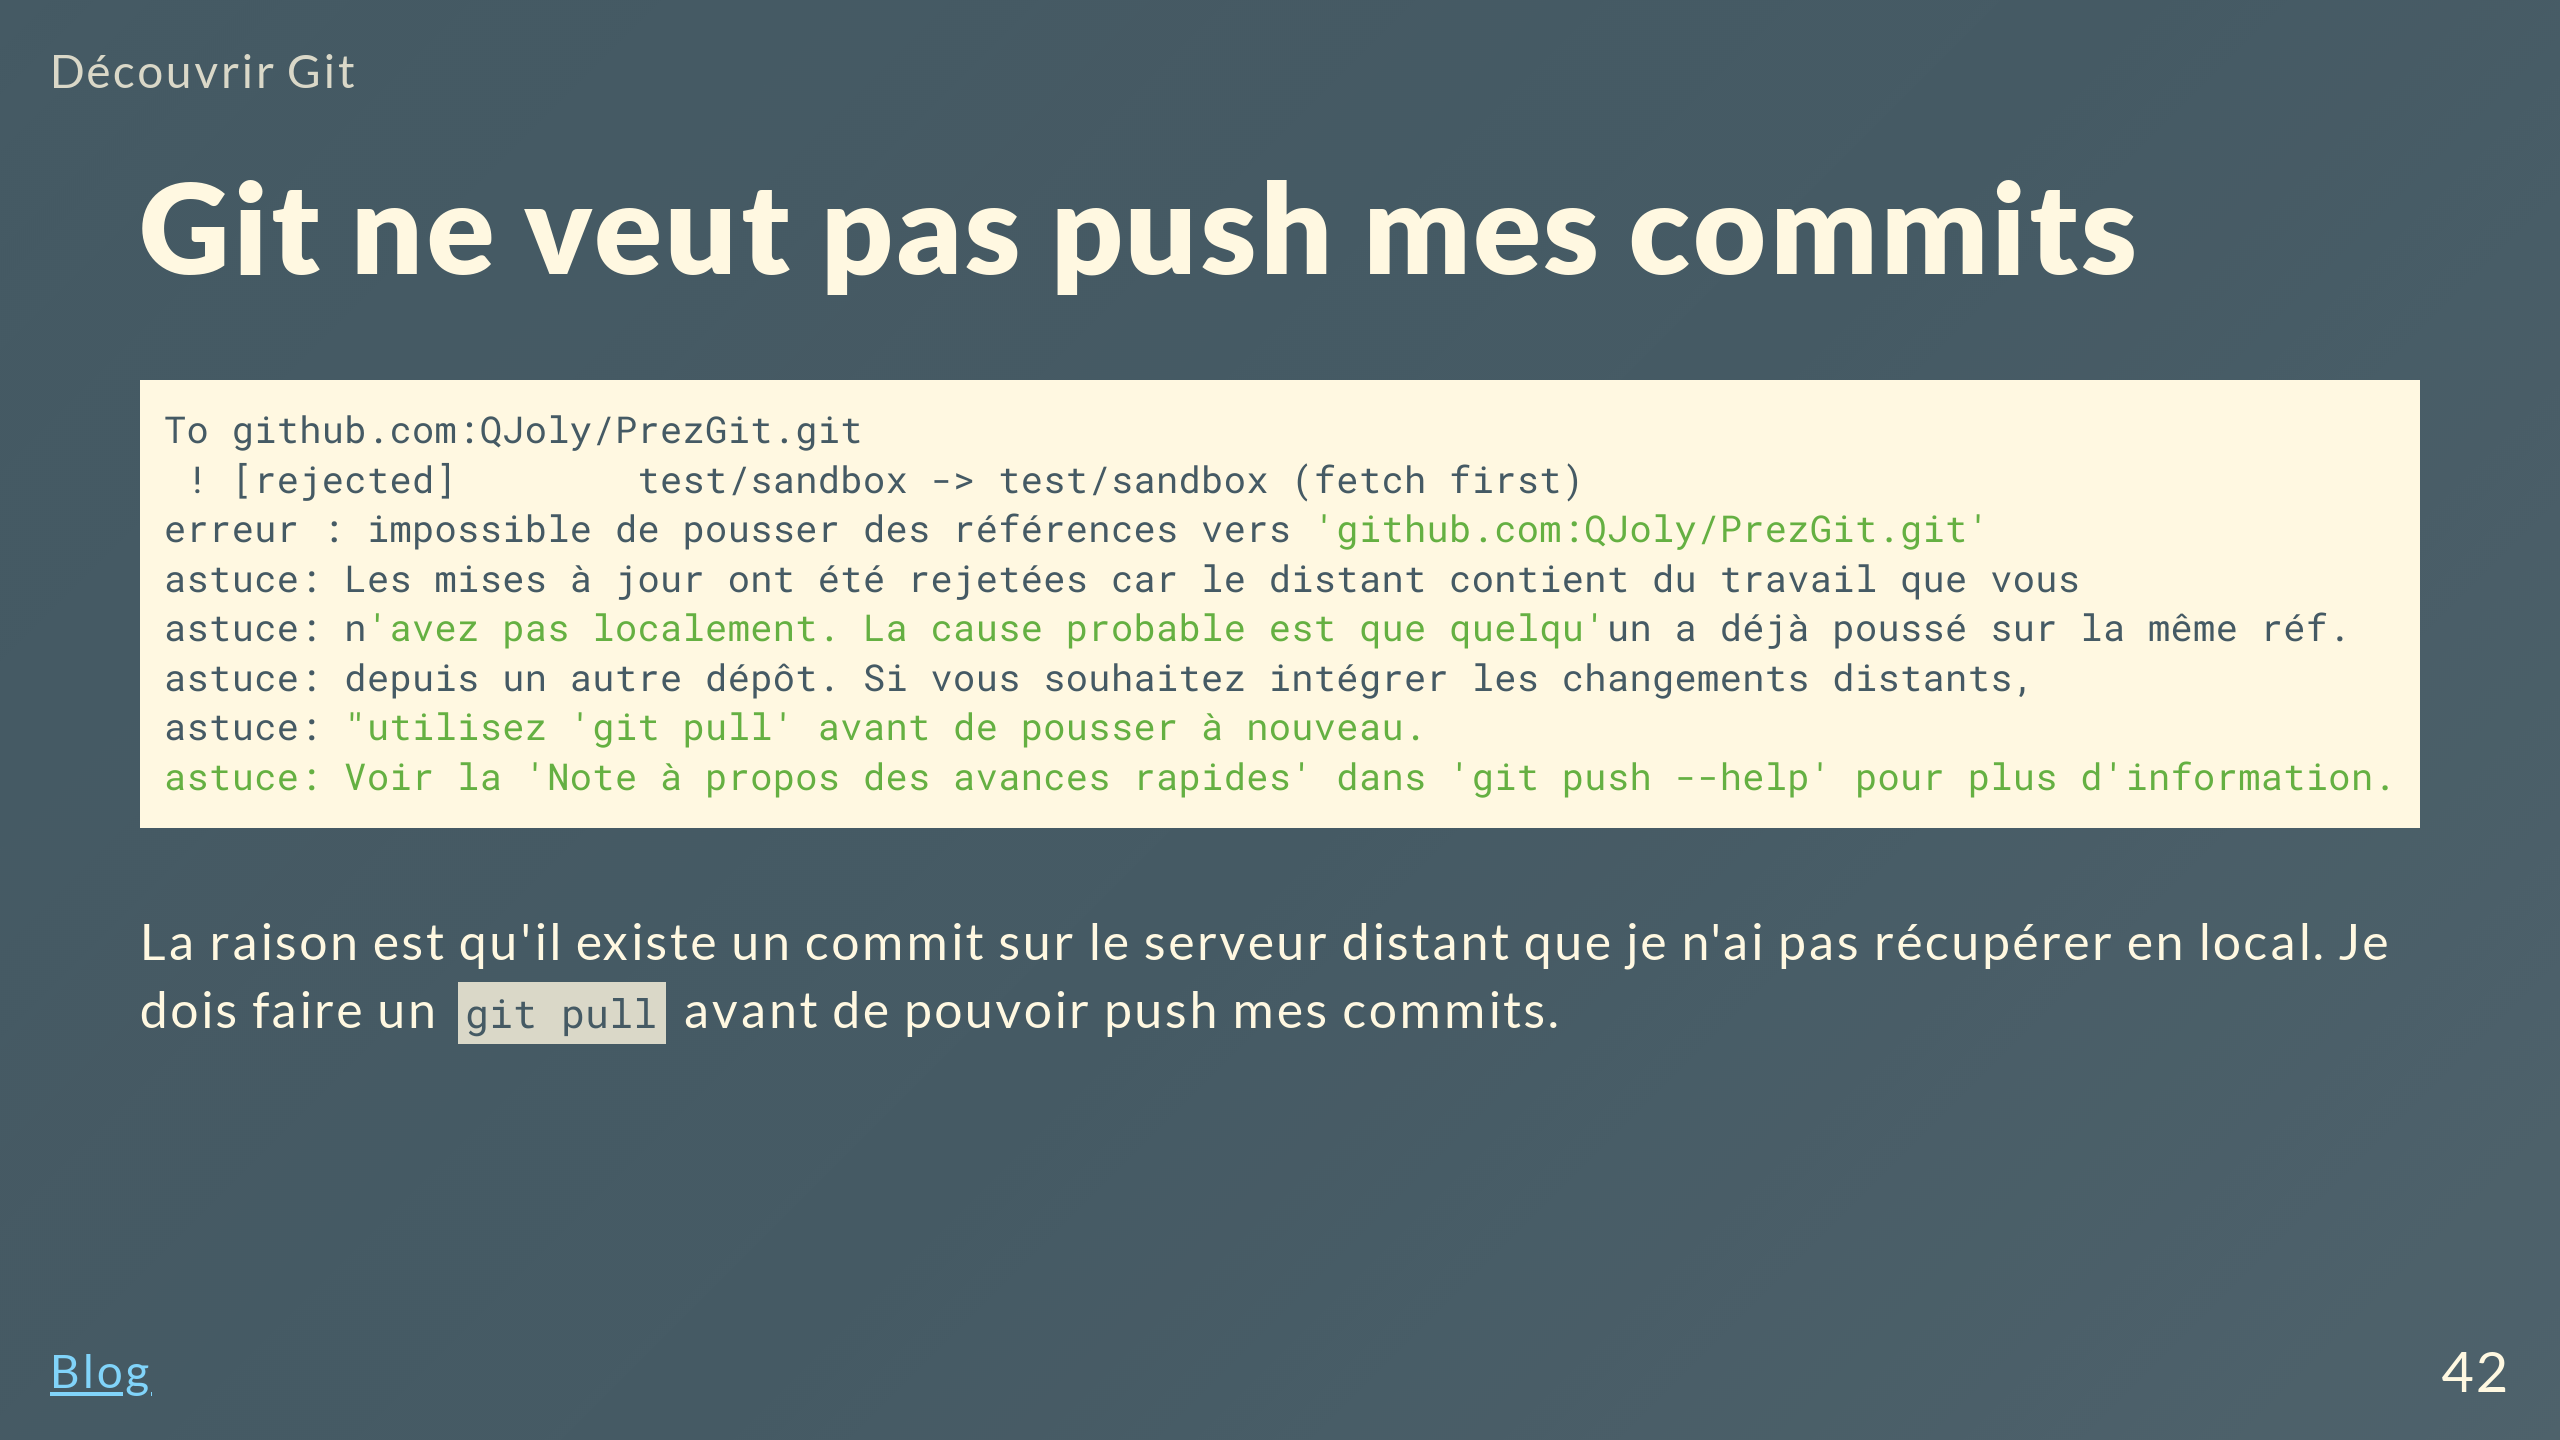 Découvrir Git
Git ne veut pas push mes commits
To github.com:QJoly/PrezGit.git
 ! [rejected]        test/sandbox -> test/sandbox (fetch first)
erreur : impossible de pousser des références vers 'github.com:QJoly/PrezGit.git'
astuce: Les mises à jour ont été rejetées car le distant contient du travail que vous
astuce: n'avez pas localement. La cause probable est que quelqu'un a déjà poussé sur la même réf.
astuce: depuis un autre dépôt. Si vous souhaitez intégrer les changements distants,
astuce: "utilisez 'git pull' avant de pousser à nouveau.
astuce: Voir la 'Note à propos des avances rapides' dans 'git push --help' pour plus d'information.
La raison est qu'il existe un commit sur le serveur distant que je n'ai pas récupérer en local. Je
dois faire un git pull avant de pouvoir push mes commits.
Blog
42